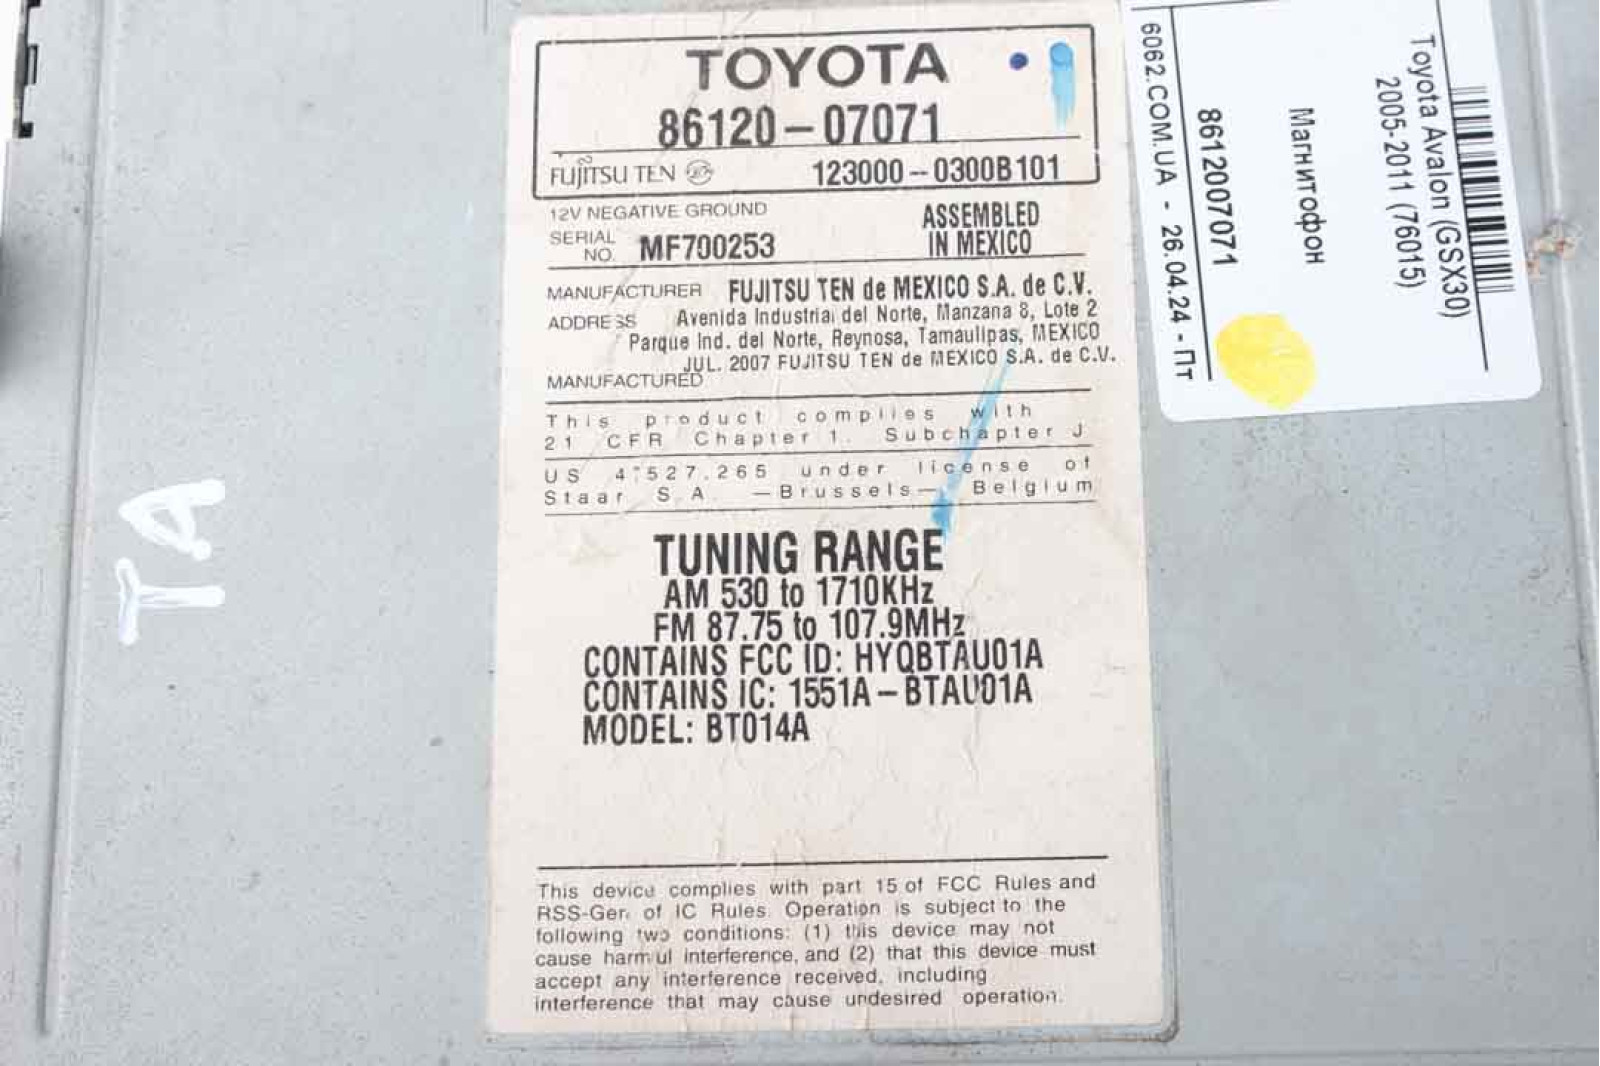 TOYOTA
86120-07071
FUJITSU TEN 123000-0300B101
12V NEGATIVE GROUND
ASSEMBLED
IN MEXICO
SERIAL
NO. MF700253
MANUFACTURER FUJITSU TEN de MEXICO S.A. de C.V.
ADDRESS Avenida Industrial del Norte, Manzana 8, Lote 2
Parque Ind. del Norte, Reynosa, Tamaulipas, MEXICO
JUL. 2007 FUJITSU TEN de MEXICO S.A. de C.V.
MANUFACTURED
This product complies with
21 CFR Chapter 1. Subchapter J
US 4,527,265 under license of
Staar S.A. -Brussels- Belgium
TUNING RANGE
AM 530 to 1710KHz
FM 87.75 to 107.9MHz
CONTAINS FCC ID: HYQBTAU01A
CONTAINS IC: 1551A-BTAU01A
MODEL: BT014A
This device complies with part 15 of FCC Rules and
RSS-Gen of IC Rules. Operation is subject to the
following two conditions: (1) this device may not
cause harmful interference, and (2) that this device must
accept any interference received, including
interference that may cause undesired operation.
Toyota Avalon (GSX30)
2005-2011 (76015)
Магнитофон
8612007071
6062.COM.UA - 26.04.24 - Пт
TA